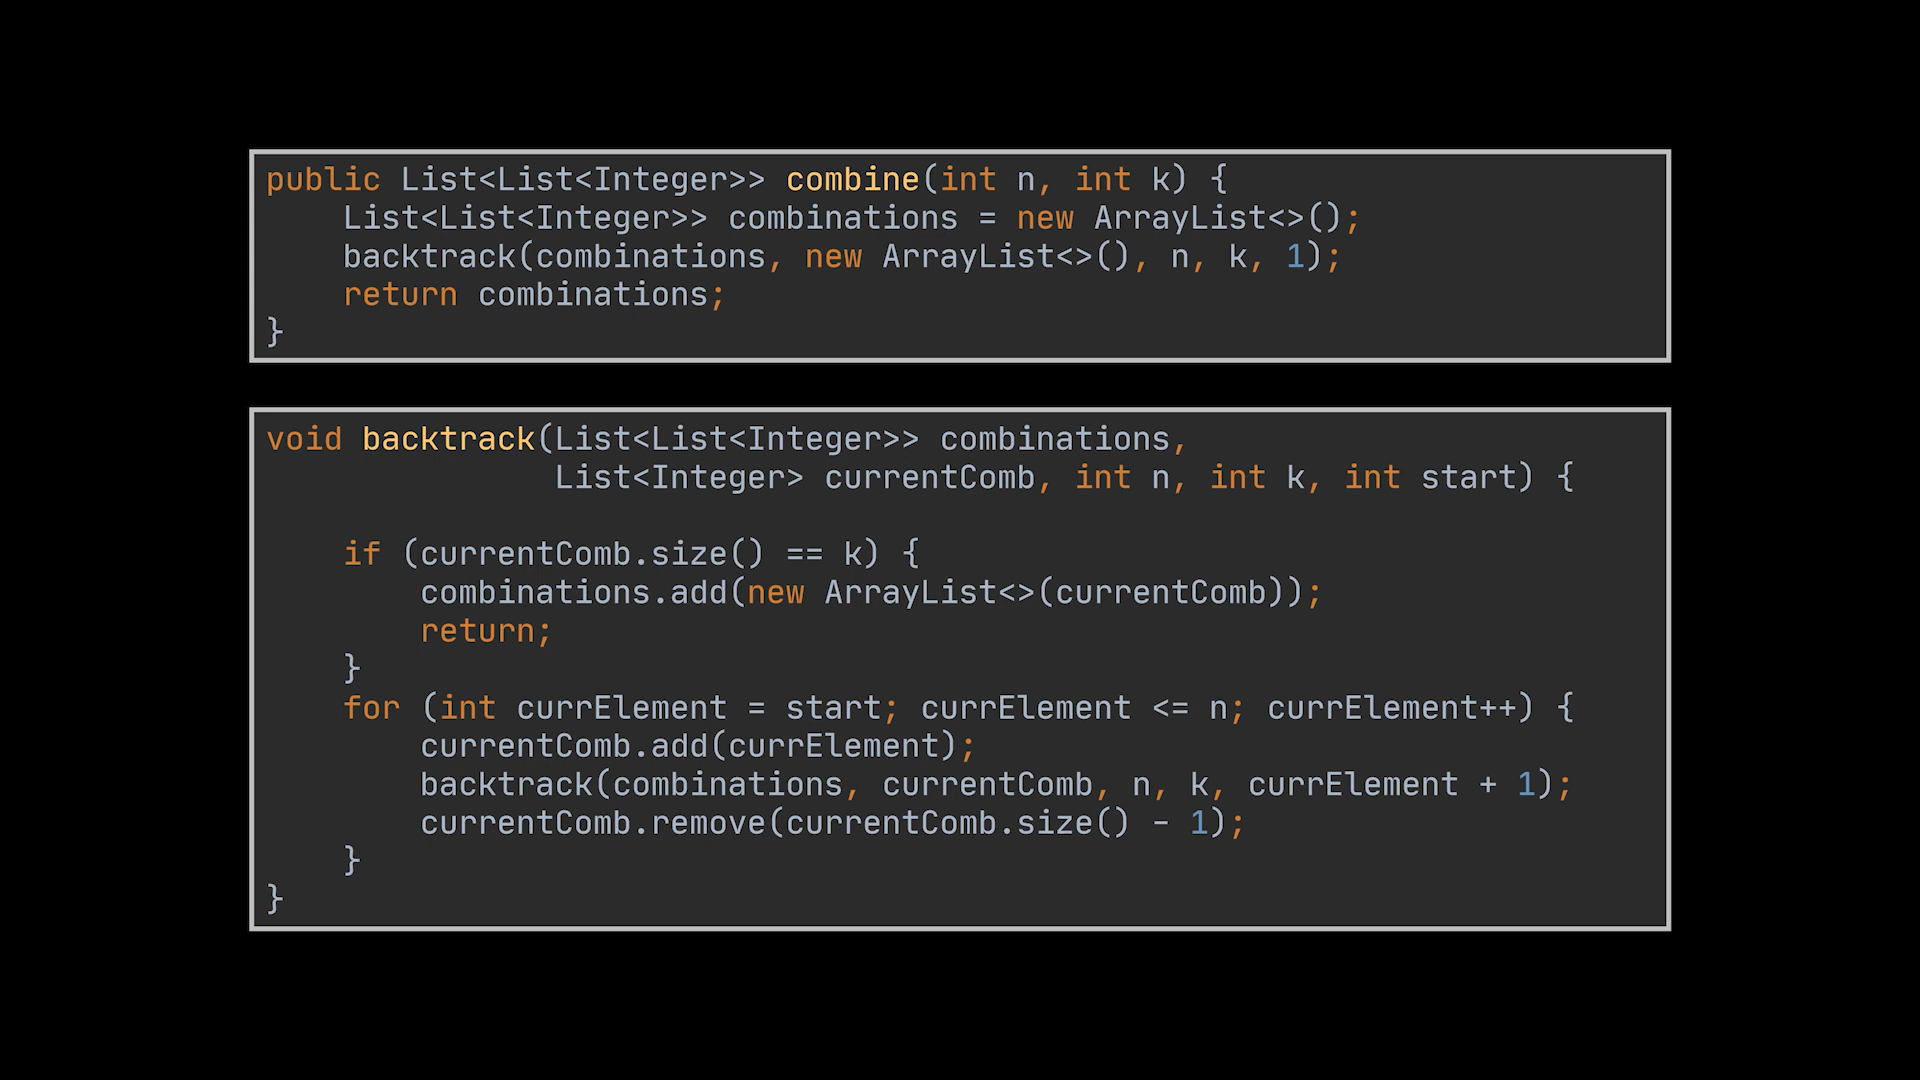 public List<List<Integer>> combine(int n, int k) {
    List<List<Integer>> combinations = new ArrayList<>();
    backtrack(combinations, new ArrayList<>(), n, k, 1);
    return combinations;
}
void backtrack(List<List<Integer>> combinations,
               List<Integer> currentComb, int n, int k, int start) {
    if (currentComb.size() == k) {
        combinations.add(new ArrayList<>(currentComb));
        return;
    }
    for (int currElement = start; currElement <= n; currElement++) {
        currentComb.add(currElement);
        backtrack(combinations, currentComb, n, k, currElement + 1);
        currentComb.remove(currentComb.size() - 1);
    }
}